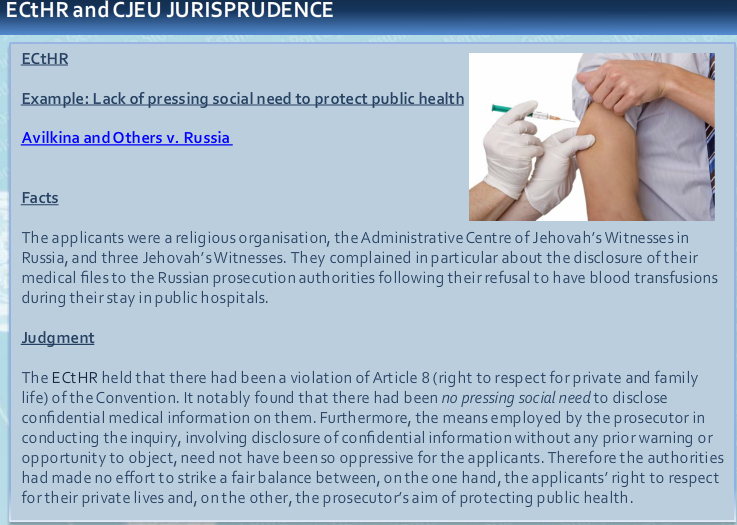 ECtHR and CJEU JURISPRUDENCE
ECtHR
Example: Lack of pressing social need to protect public health
Avilkina and Others v. Russia
Facts
The applicants were a religious organisation, the Administrative Centre of Jehovah's Witnesses in
Russia, and three Jehovah's Witnesses. They complained in particular about the disclosure of their
medical files to the Russian prosecution authorities following their refusal to have blood transfusions
during their stay in public hospitals.
Judgment
The ECtHR held that there had been a violation of Article 8 (right to respect for private and family
life) of the Convention. It notably found that there had been no pressing social need to disclose
confidential medical information on them. Furthermore, the means employed by the prosecutor in
conducting the inquiry, involving disclosure of confidential information without any prior warning or
opportunity to object, need not have been so oppressive for the applicants. Therefore the authorities
had made no effort to strike a fair balance between, on the one hand, the applicants' right to respect
for their private lives and, on the other, the prosecutor's aim of protecting public health.